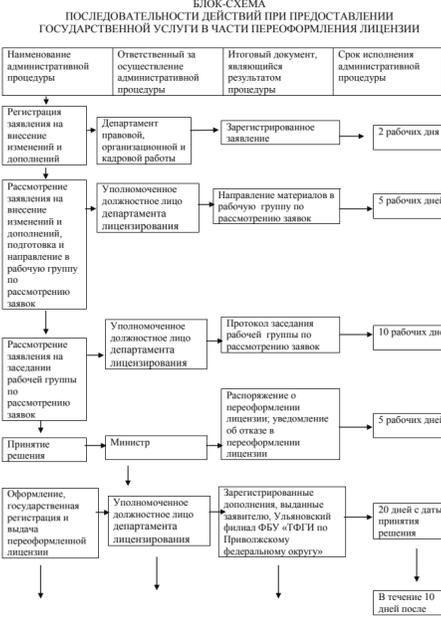 БЛОК-СХЕМА
ПОСЛЕДОВАТЕЛЬНОСТИ ДЕЙСТВИЙ ПРИ ПРЕДОСТАВЛЕНИИ
ГОСУДАРСТВЕННОЙ УСЛУГИ В ЧАСТИ ПЕРЕОФОРМЛЕНИЯ ЛИЦЕНЗИИ
Наименование
административной
процедуры
Ответственный за
осуществление
административной
процедуры
Итоговый документ,
являющийся
результатом
процедуры
Срок исполнения
административной
процедуры
Регистрация
заявления на
внесение
изменений и
дополнений
Департамент
правовой,
организационной и
кадровой работы
Зарегистрированное
заявление
2 рабочих дня
Рассмотрение
заявления на
внесение
изменений и
дополнений,
подготовка и
направление в
рабочую группу
по
рассмотрению
заявок
Уполномоченное
должностное лицо
департамента
лицензирования
Направление материалов в
рабочую группу по
рассмотрению заявок
5 рабочих дней
Рассмотрение
заявления на
заседании
рабочей группы
по
рассмотрению
заявок
Уполномоченное
должностное лицо
департамента
лицензирования
Протокол заседания
рабочей группы по
рассмотрению заявок
10 рабочих дне
Принятие
решения
Министр
Распоряжение о
переоформлении
лицензии; уведомление
об отказе в
переоформлении
лицензии
5 рабочих дней
Оформление,
государственная
регистрация и
выдача
переоформленной
лицензии
Уполномоченное
должностное лицо
департамента
лицензирования
Зарегистрированные
дополнения, выданные
заявителю, Ульяновский
филиал ФБУ «ТФГИ по
Приволжскому
федеральному округу»
20 дней с даты
принятия
решения
В течение 10
дней после